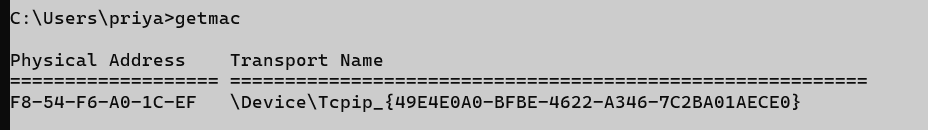 C:\Users\priya>getmac
Physical Address    Transport Name
=================== ==========================================================
F8-54-F6-A0-1C-EF   \Device\Tcpip_{49E4E0A0-BFBE-4622-A346-7C2BA01AECE0}